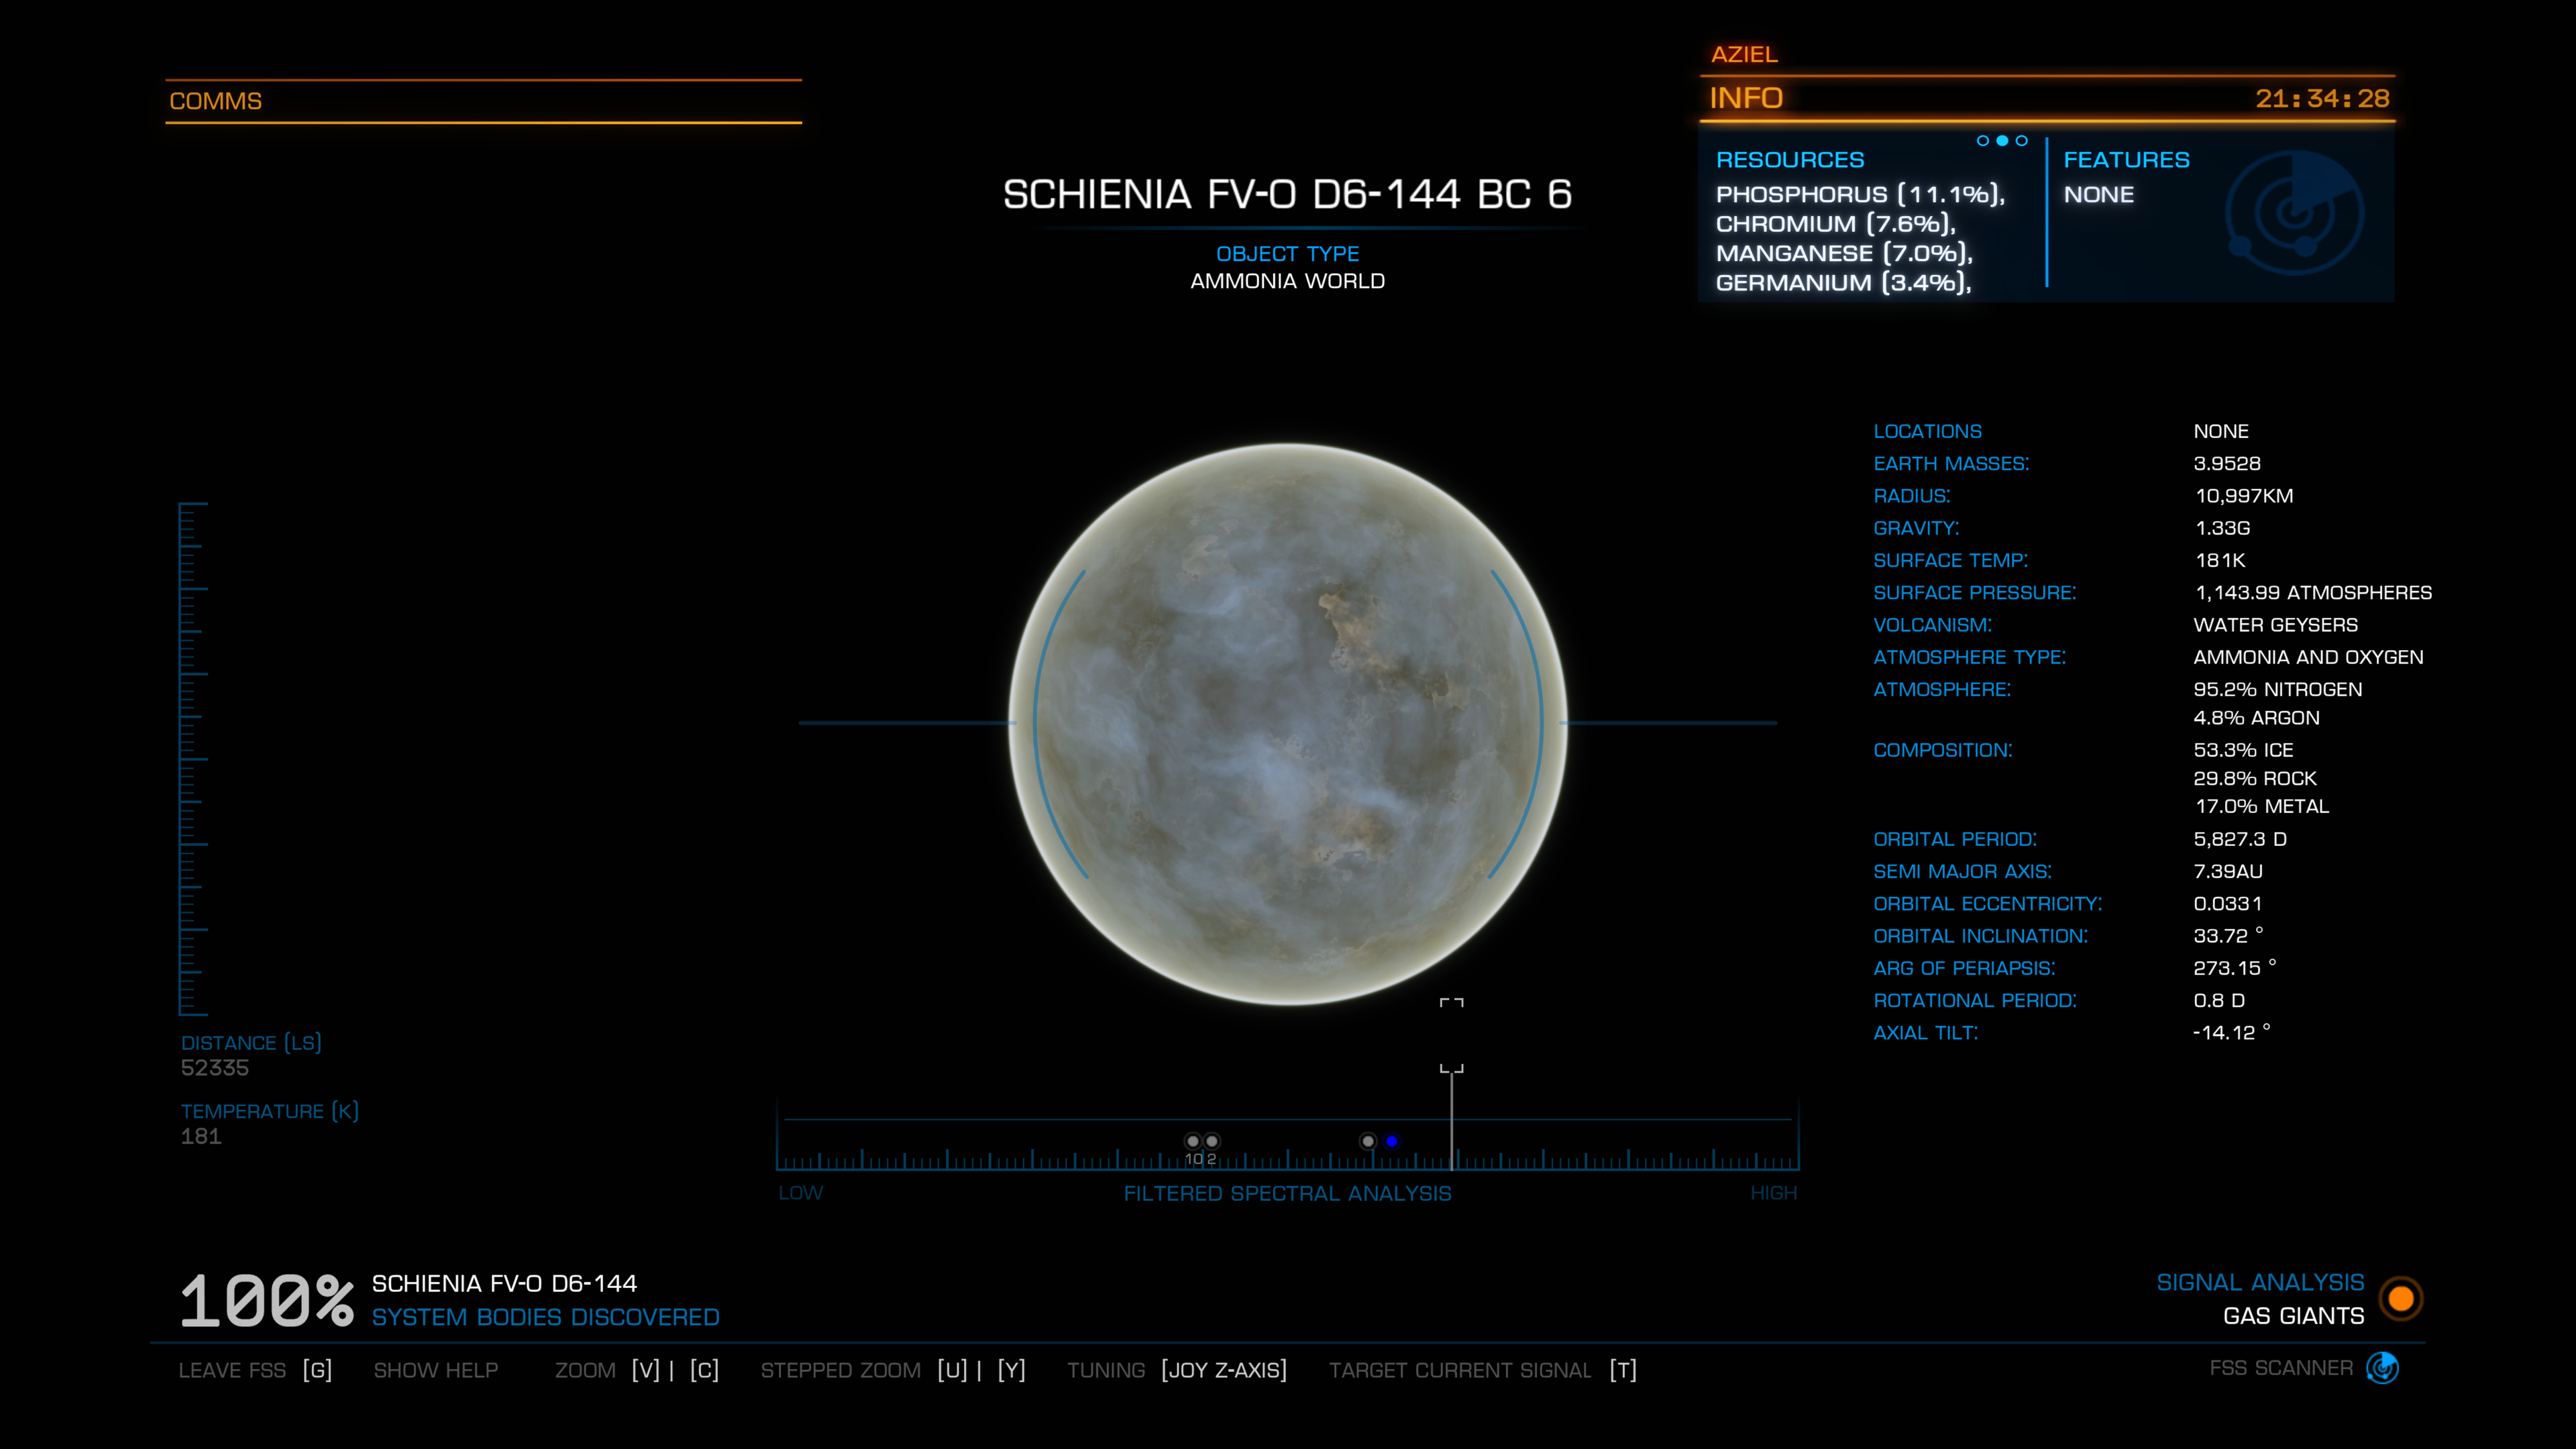 AZIEL
COMMS
INFO 21:34:28
RESOURCES
PHOSPHORUS (11.1%),
CHROMIUM (7.6%),
MANGANESE (7.0%),
GERMANIUM (3.4%),
FEATURES
NONE
SCHIENIA FV-O D6-144 BC 6
OBJECT TYPE
AMMONIA WORLD
LOCATIONS NONE
EARTH MASSES: 3.9528
RADIUS: 10,997KM
GRAVITY: 1.33G
SURFACE TEMP: 181K
SURFACE PRESSURE: 1,143.99 ATMOSPHERES
VOLCANISM: WATER GEYSERS
ATMOSPHERE TYPE: AMMONIA AND OXYGEN
ATMOSPHERE: 95.2% NITROGEN
4.8% ARGON
COMPOSITION: 53.3% ICE
29.8% ROCK
17.0% METAL
ORBITAL PERIOD: 5,827.3 D
SEMI MAJOR AXIS: 7.39AU
ORBITAL ECCENTRICITY: 0.0331
ORBITAL INCLINATION: 33.72 °
ARG OF PERIAPSIS: 273.15 °
ROTATIONAL PERIOD: 0.8 D
AXIAL TILT: -14.12 °
DISTANCE (LS)
52335
TEMPERATURE (K)
181
10 2
LOW FILTERED SPECTRAL ANALYSIS HIGH
100% SCHIENIA FV-O D6-144
SYSTEM BODIES DISCOVERED
SIGNAL ANALYSIS
GAS GIANTS
LEAVE FSS [G] SHOW HELP ZOOM [V] | [C] STEPPED ZOOM [U] | [Y] TUNING [JOY Z-AXIS] TARGET CURRENT SIGNAL [T] FSS SCANNER